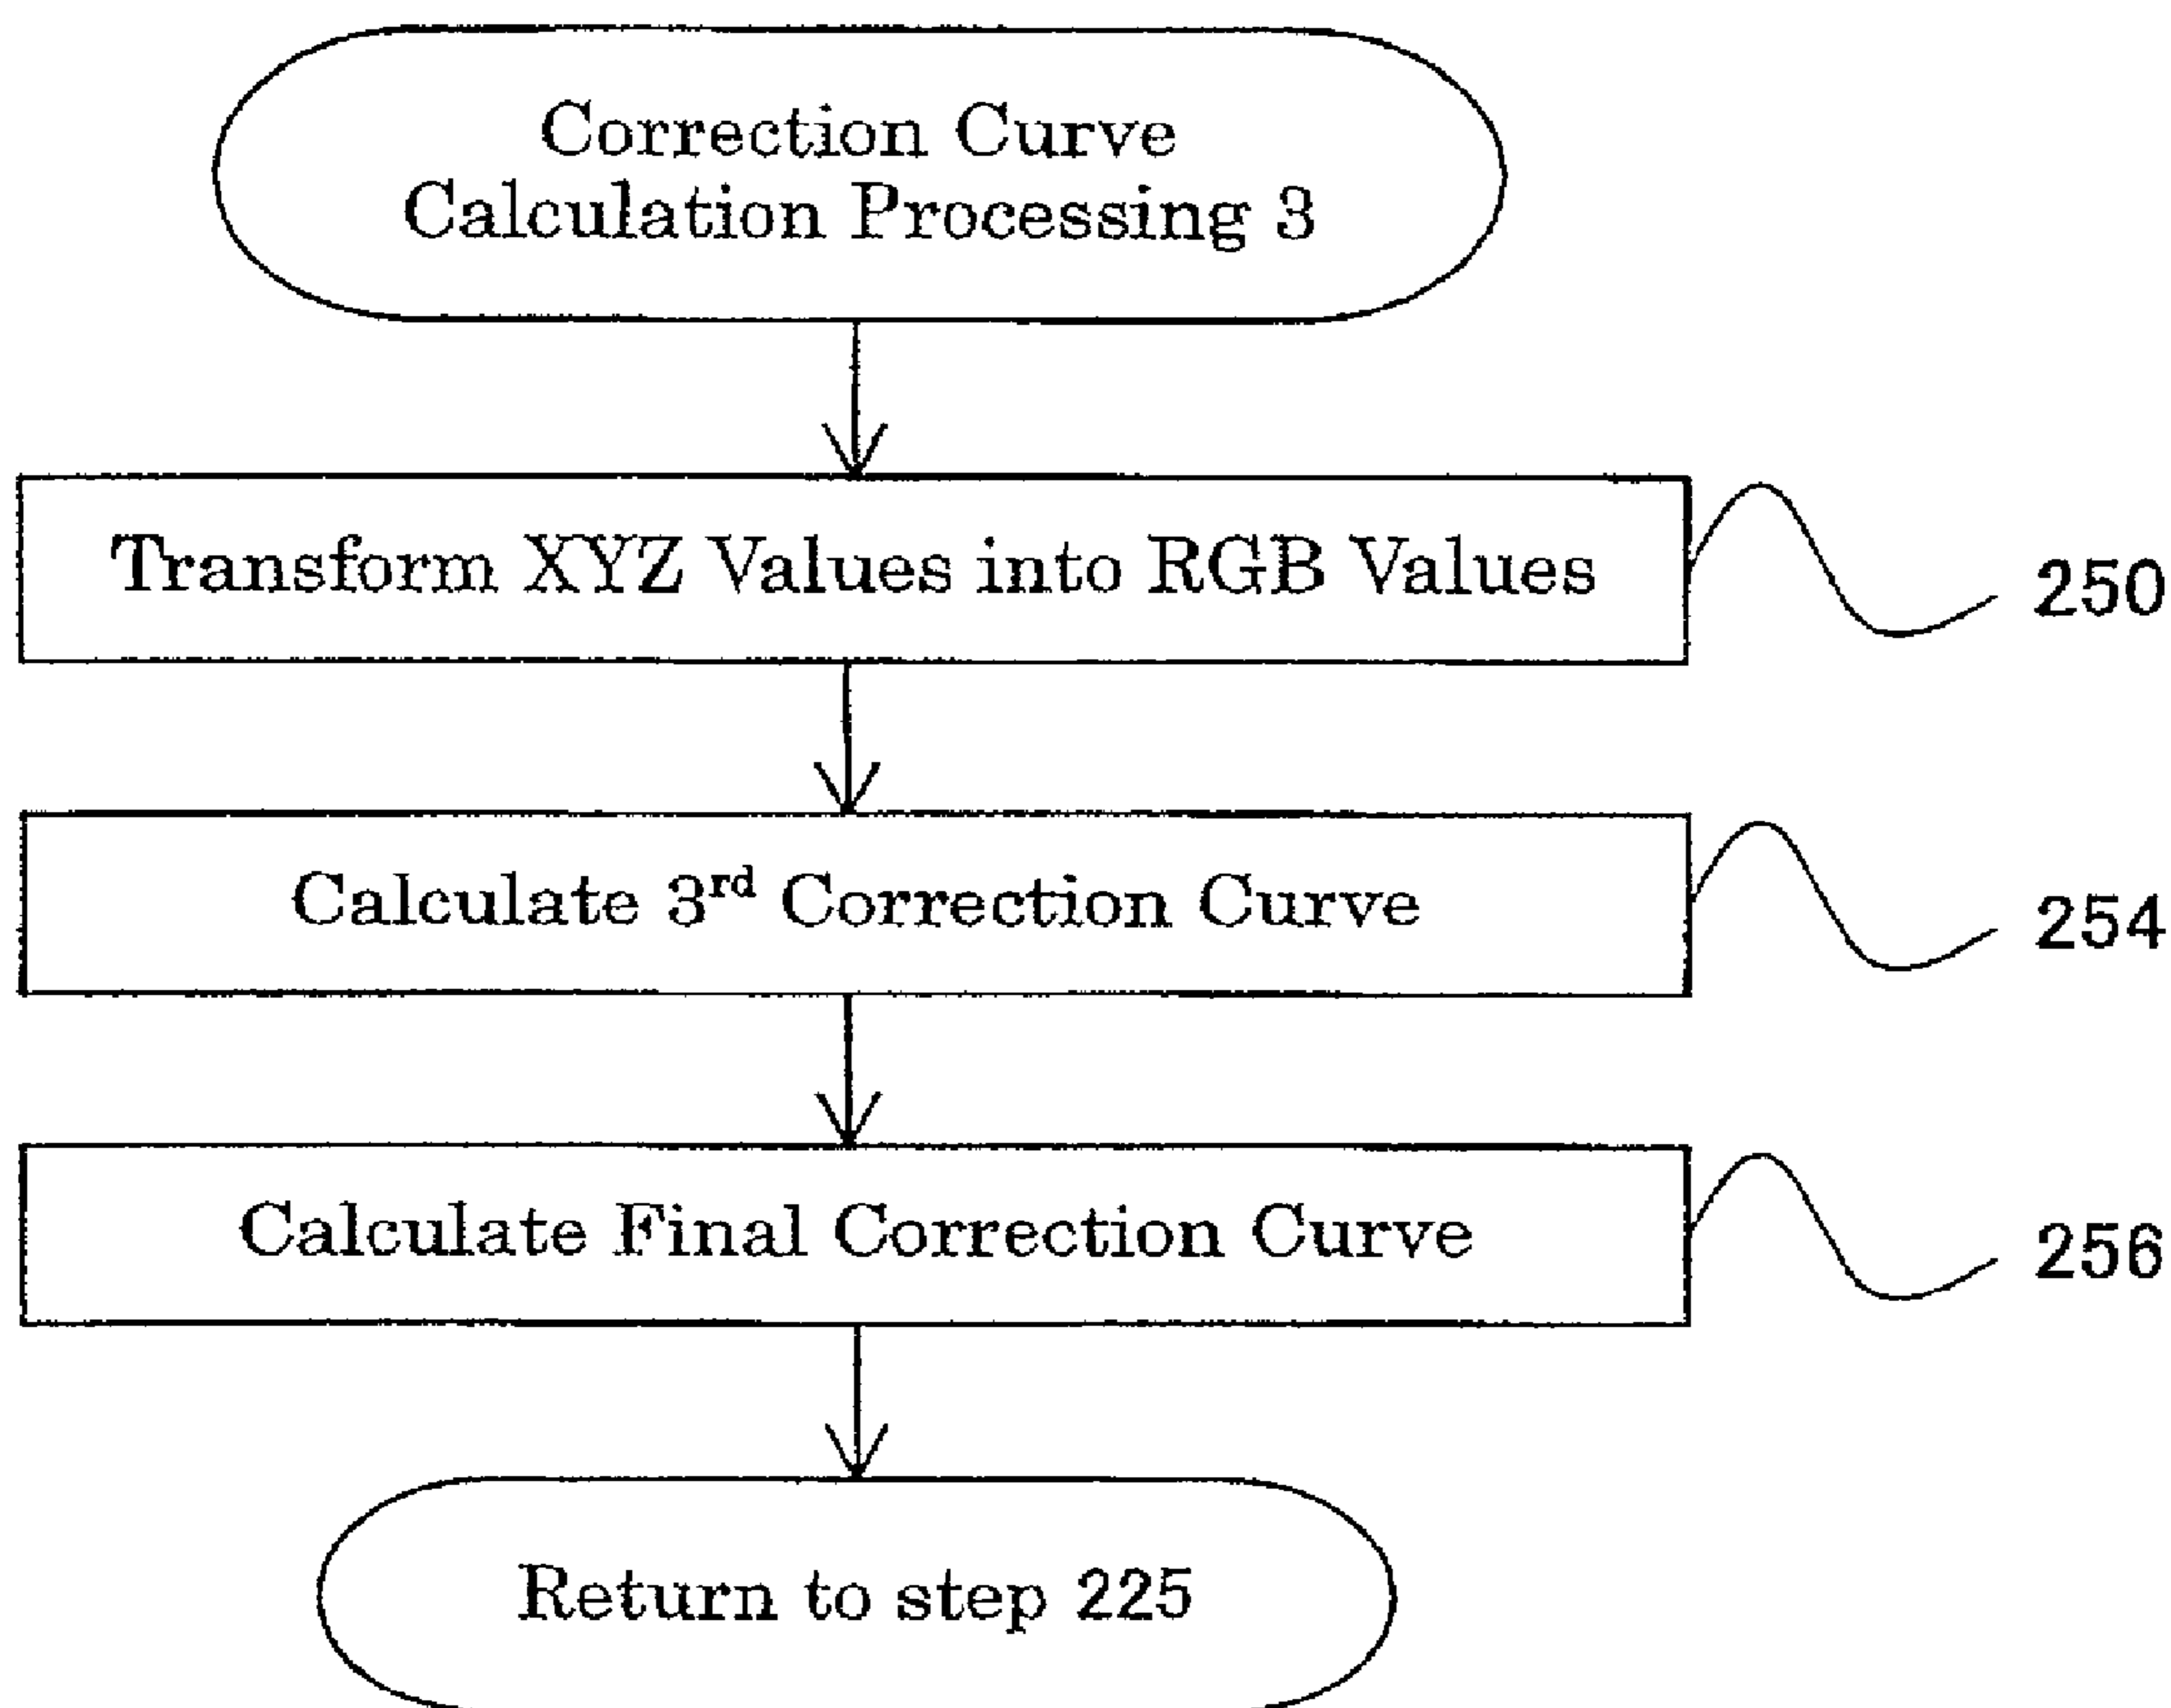 Correction Curve
Calculation Processing 3
Transform XYZ Values into RGB Values
250
Calculate 3rd Correction Curve
254
Calculate Final Correction Curve
256
Return to step 225